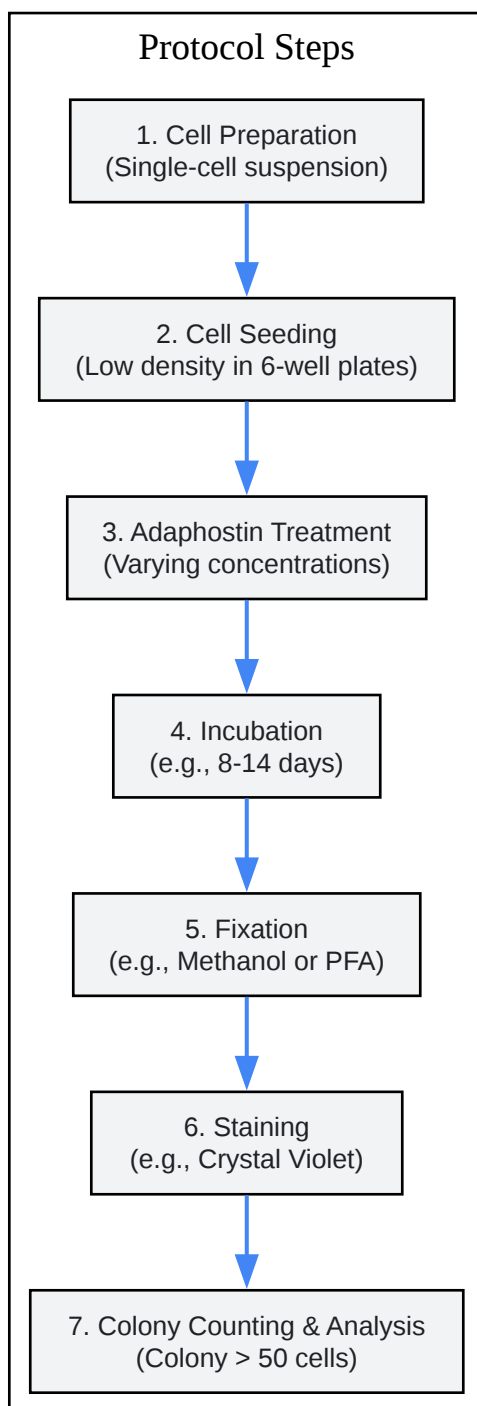 Protocol Steps
1. Cell Preparation
(Single-cell suspension)
2. Cell Seeding
(Low density in 6-well plates)
3. Adaphostin Treatment
(Varying concentrations)
4. Incubation
(e.g., 8-14 days)
5. Fixation
(e.g., Methanol or PFA)
6. Staining
(e.g., Crystal Violet)
7. Colony Counting & Analysis
(Colony > 50 cells)